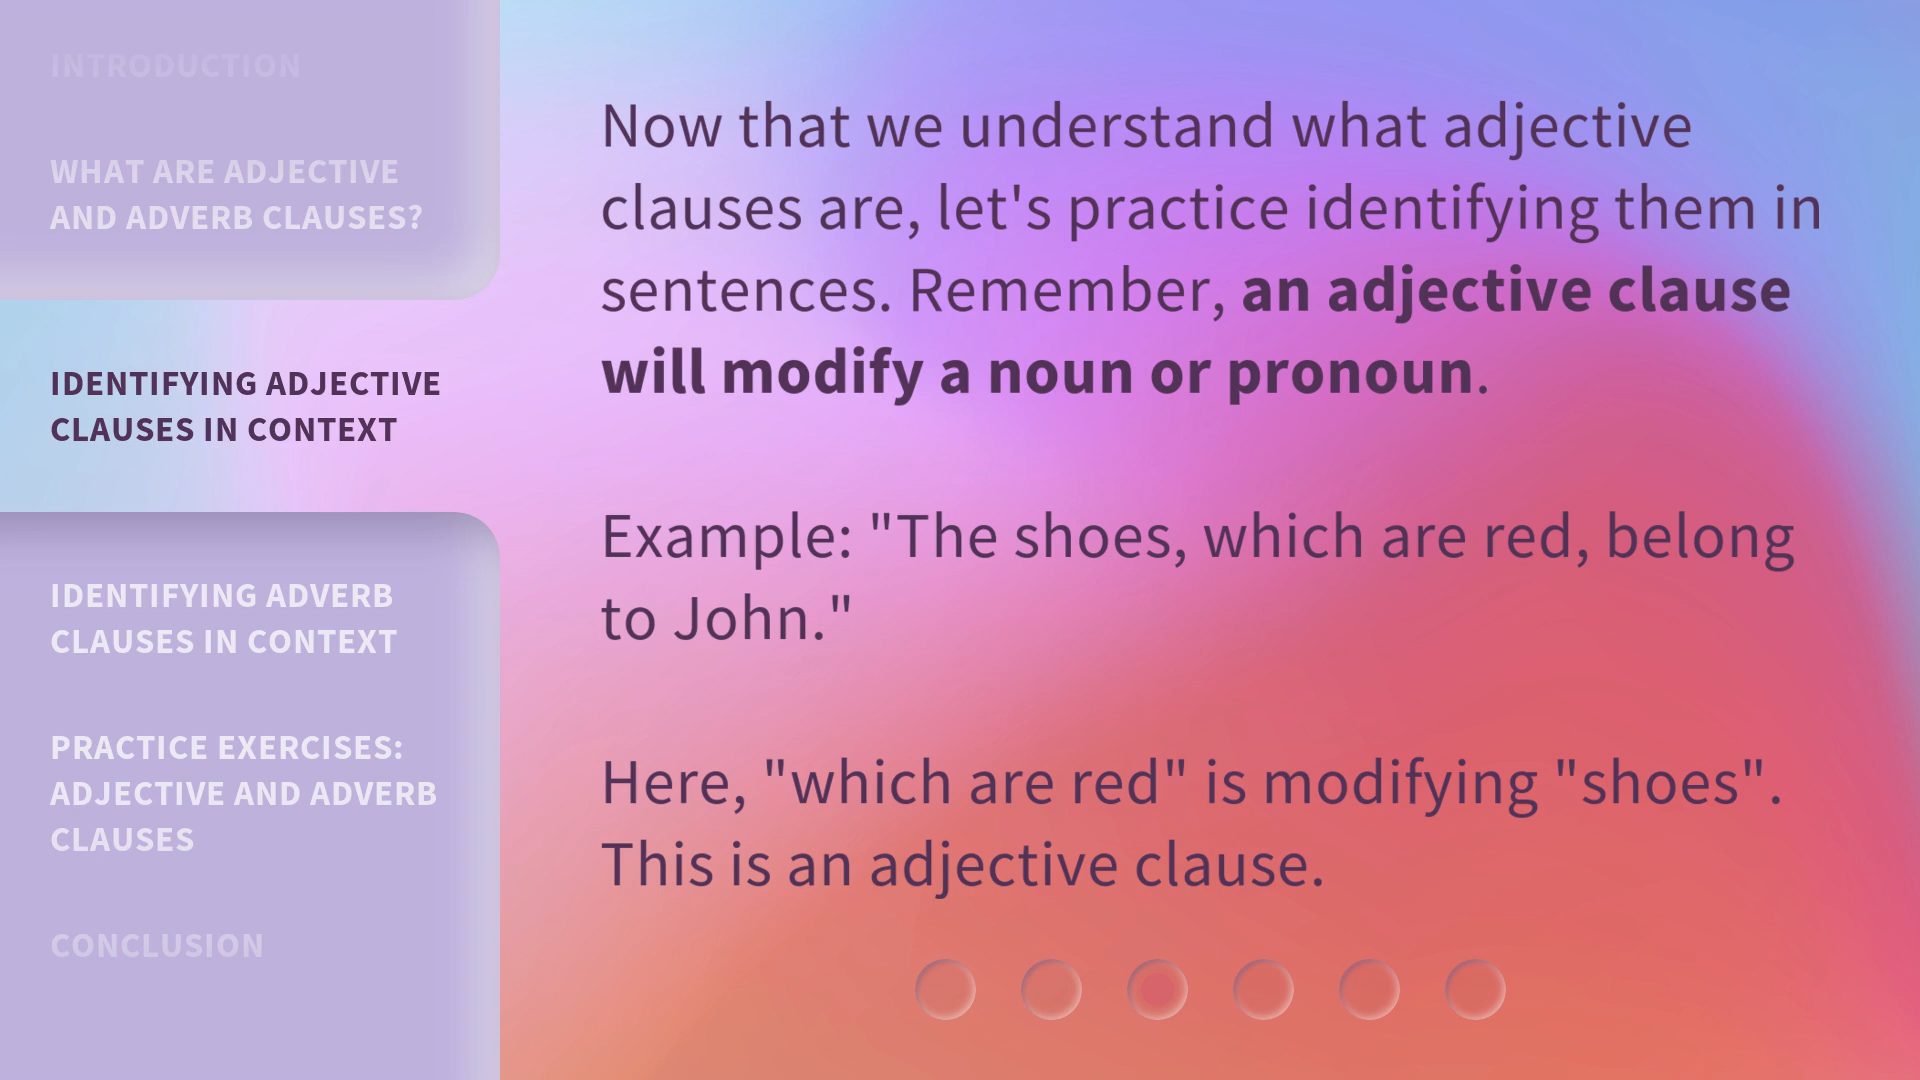 INTRODUCTION
WHAT ARE ADJECTIVE
AND ADVERB CLAUSES?
IDENTIFYING ADJECTIVE
CLAUSES IN CONTEXT
IDENTIFYING ADVERB
CLAUSES IN CONTEXT
PRACTICE EXERCISES:
ADJECTIVE AND ADVERB
CLAUSES
CONCLUSION
Now that we understand what adjective
clauses are, let's practice identifying them in
sentences. Remember, an adjective clause
will modify a noun or pronoun.
Example: "The shoes, which are red, belong
to John."
Here, "which are red" is modifying "shoes".
This is an adjective clause.